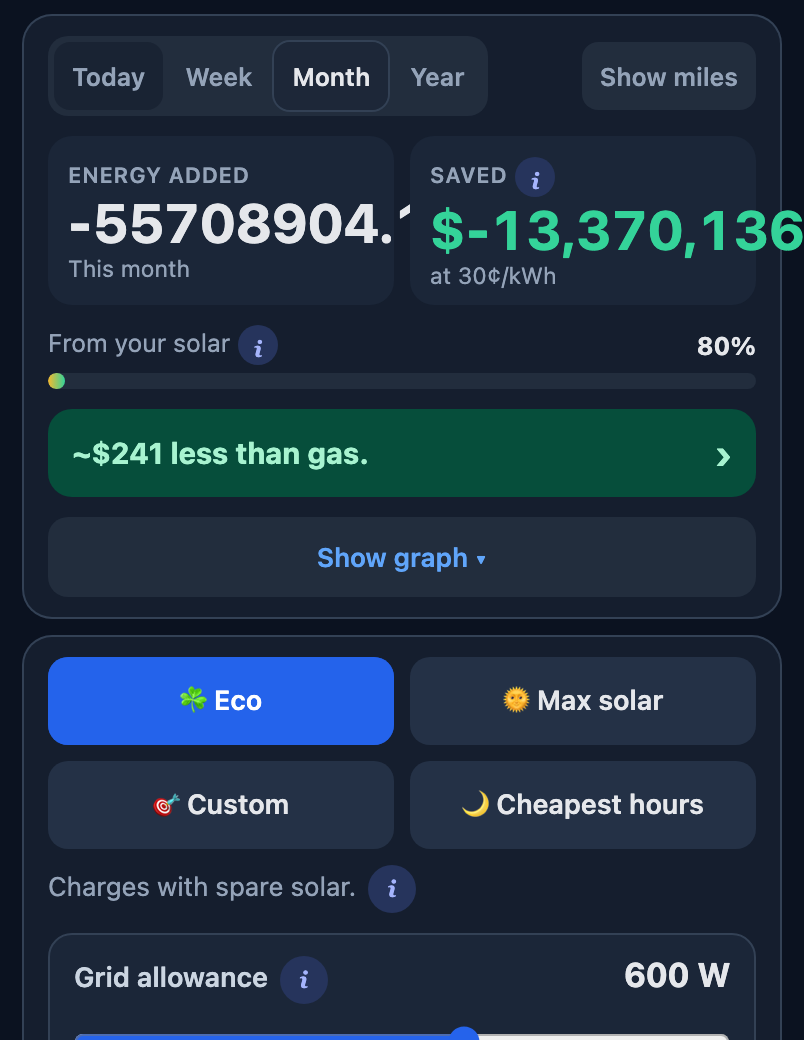 Today Week Month Year Show miles
ENERGY ADDED
-55708904.
This month
SAVED i
$-13,370,136
at 30¢/kWh
From your solar i 80%
~$241 less than gas. ›
Show graph ▾
☘️ Eco
🌞 Max solar
🎯 Custom
🌙 Cheapest hours
Charges with spare solar. i
Grid allowance i 600 W